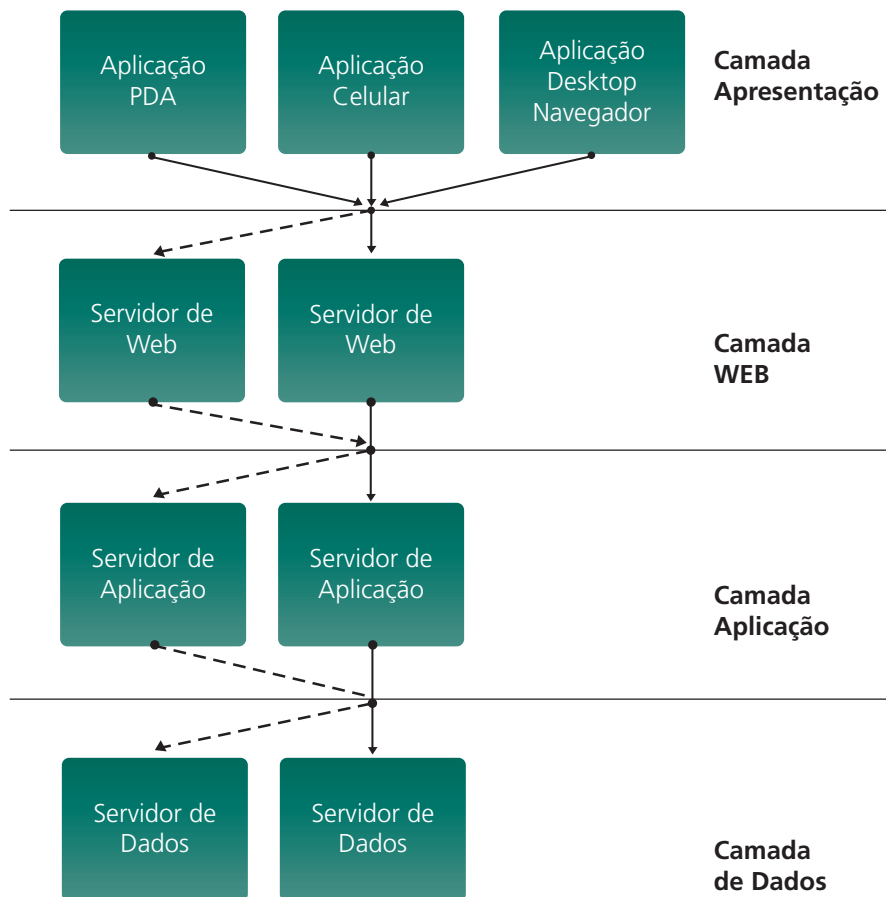 Aplicação
PDA
Aplicação
Celular
Aplicação
Desktop
Navegador
Camada
Apresentação
Servidor de
Web
Servidor de
Web
Camada
WEB
Servidor de
Aplicação
Servidor de
Aplicação
Camada
Aplicação
Servidor de
Dados
Servidor de
Dados
Camada
de Dados